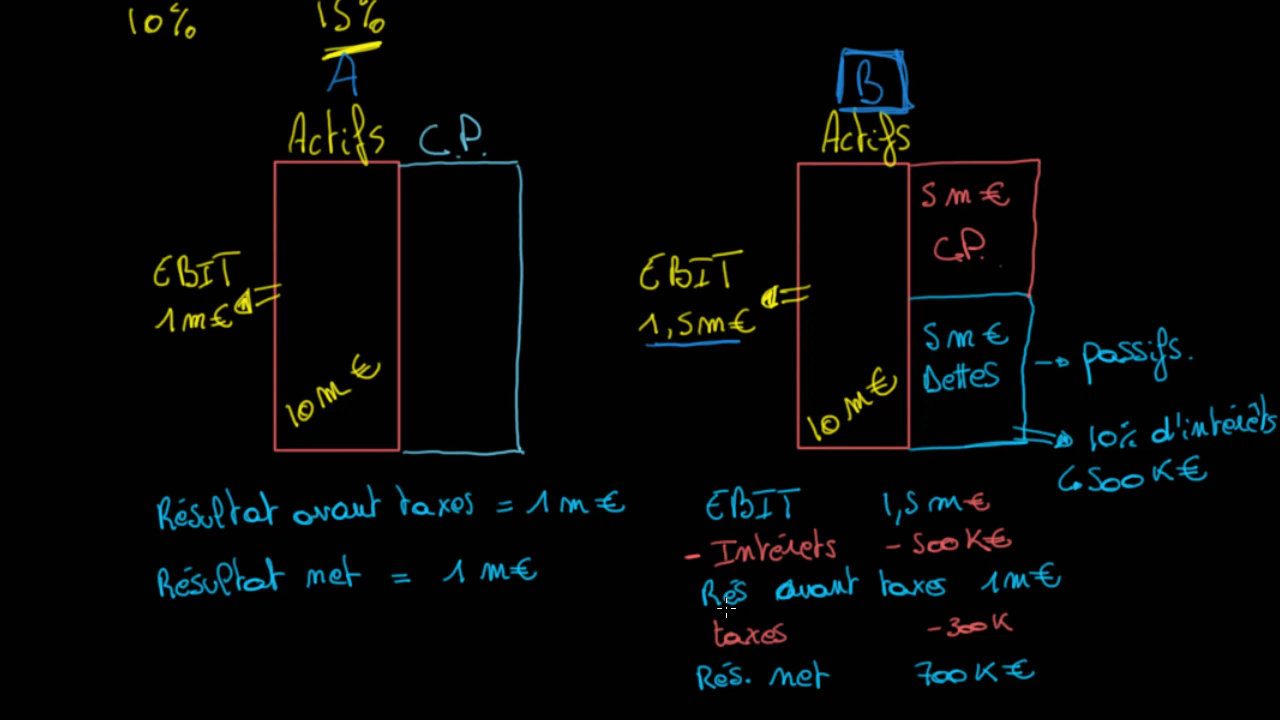 10% 15%
A
Actifs C.P.
EBIT
1m€
10m€
Résultat avant taxes = 1m€
Résultat net = 1m€
B
Actifs
5m€
C.P.
EBIT
1,5m€
5m€
Dettes
→ passifs.
10m€
→ 10% d'intérêts
↳ 500K€
EBIT 1,5m€
- Intérêts - 500K€
Rés avant taxes 1m€
taxes - 300K
Rés. net 700K€